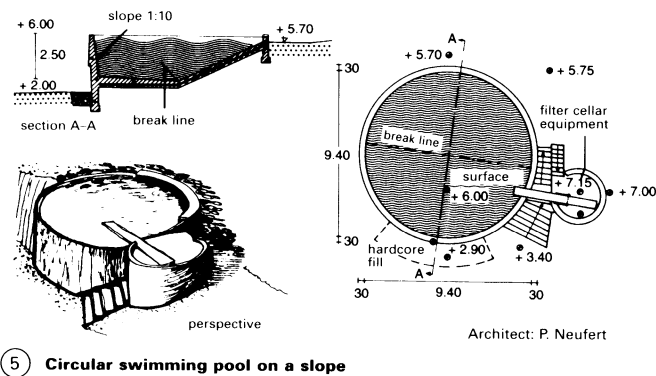 slope 1:10
+ 6.00
+ 5.70
2.50
+ 2.00
section A–A
break line
perspective
A
+ 5.70
30
+ 5.75
filter cellar
equipment
break line
9.40
surface
+ 7.15
+ 7.00
+ 6.00
30
hardcore
fill
+ 2.90
+ 3.40
A
30
9.40
30
Architect: P. Neufert
5 Circular swimming pool on a slope